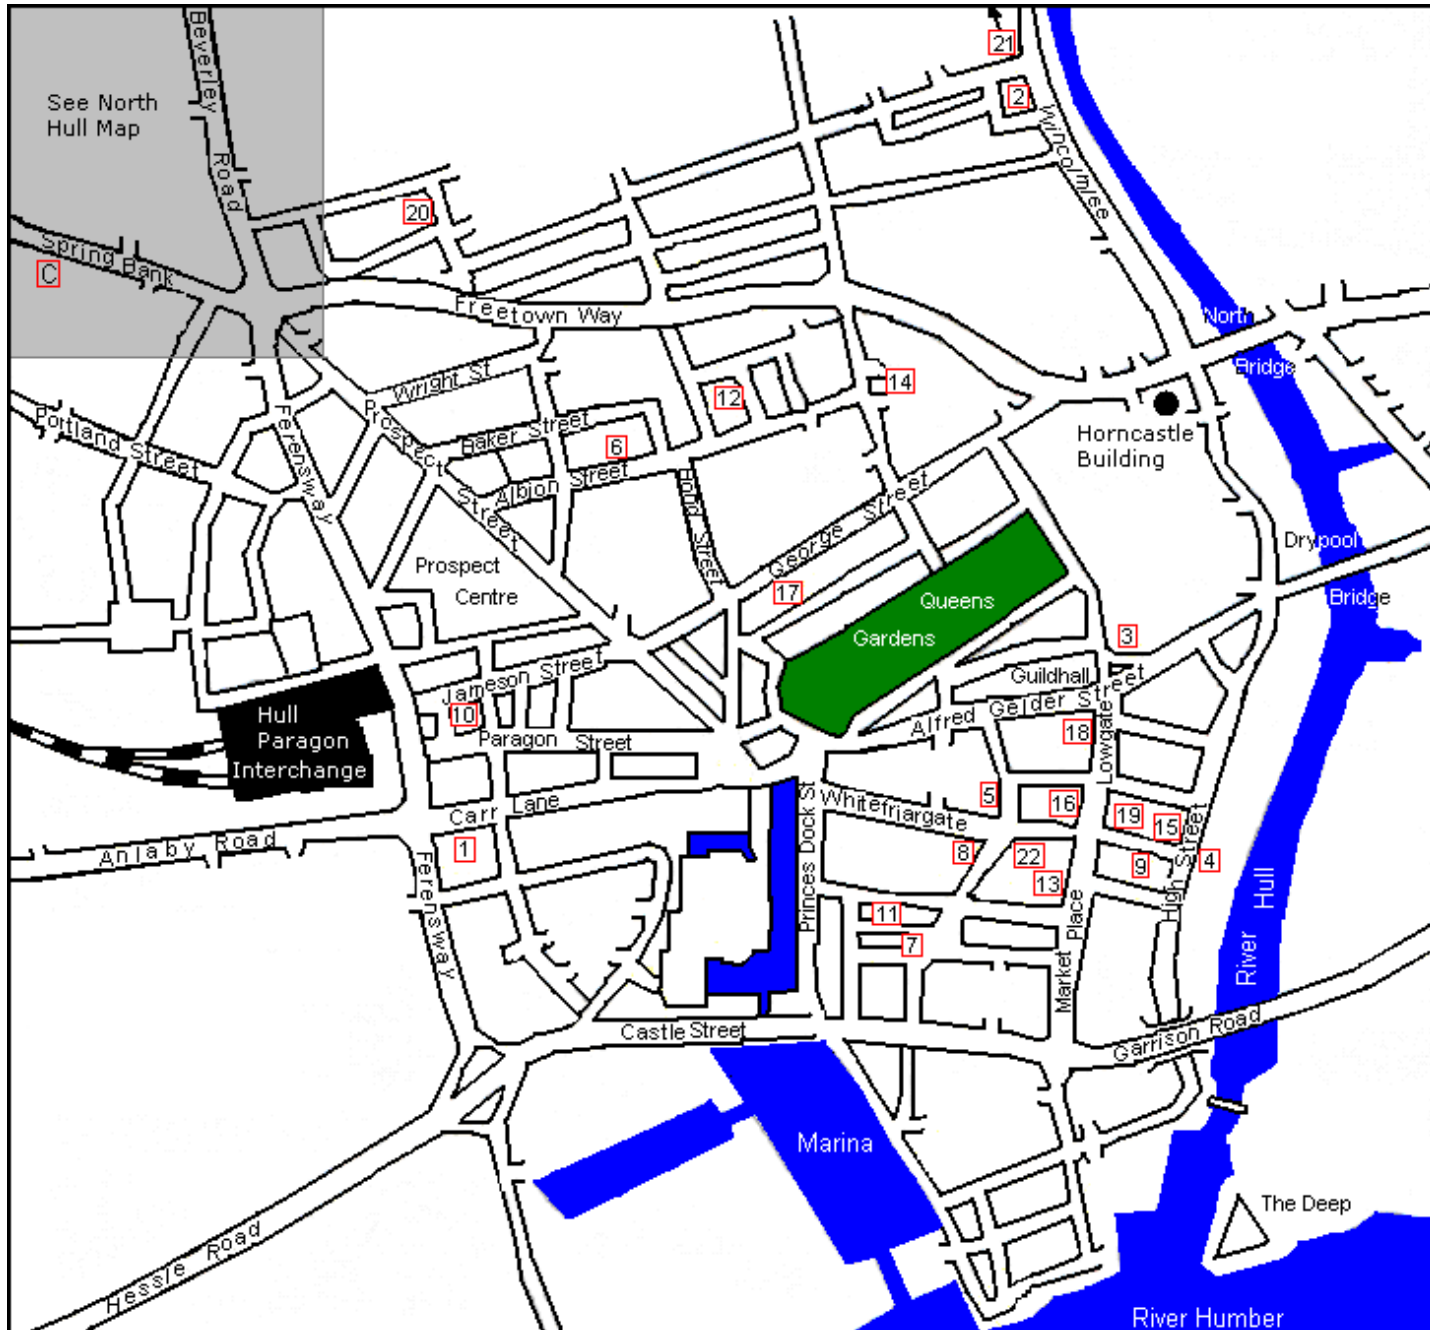 Beverley Road
See North
Hull Map
21
2
Wincolmlee
20
Spring Bank
C
Freetown Way
North
Bridge
Wright St
12
14
Portland Street
Ferensway
Prospect Street
Baker Street
6
Albion Street
Bond Street
Horncastle
Building
George Street
Drypool
Bridge
Prospect
Centre
17
Queens
Gardens
3
Guildhall
Jameson Street
10
Hull
Paragon
Interchange
Paragon Street
Alfred Gelder Street
18
Lowgate
Carr Lane
Princes Dock St
Whitefriargate
5
16
19
15
Anlaby Road
1
8
22
13
9
4
High Street
Ferensway
11
7
Market Place
River Hull
Castle Street
Garrison Road
Marina
Hessle Road
The Deep
River Humber